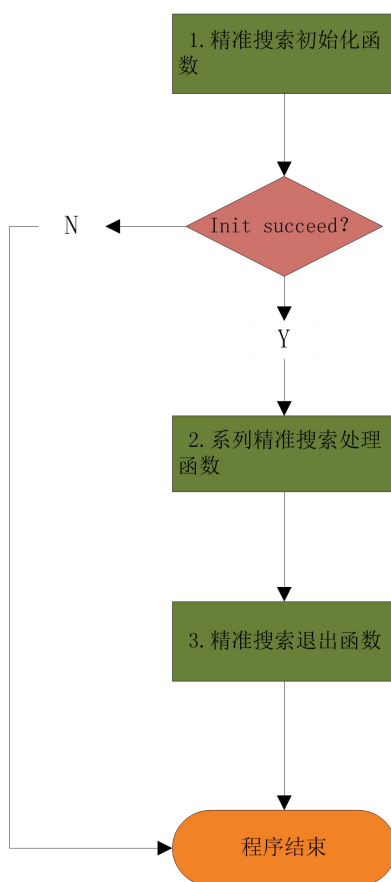 1.精准搜索初始化函
数
Init succeed?
N
Y
2.系列精准搜索处理
函数
3.精准搜索退出函数
程序结束